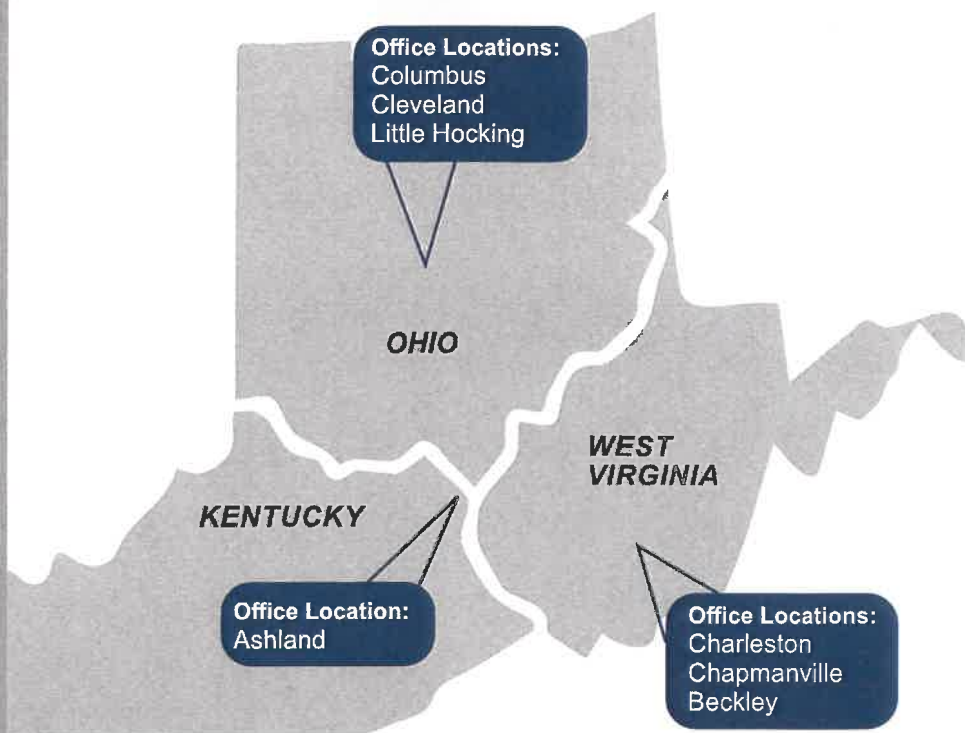 Office Locations:
Columbus
Cleveland
Little Hocking
OHIO
WEST
VIRGINIA
KENTUCKY
Office Location:
Ashland
Office Locations:
Charleston
Chapmanville
Beckley